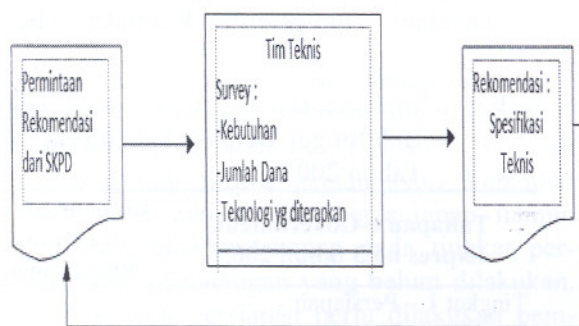 Permintaan
Rekomendasi
dari SKPD
Tim Teknis
Survey :
-Kebutuhan
-Jumlah Dana
-Teknologi yg diterapkan
Rekomendasi :
Spesifikasi
Teknis